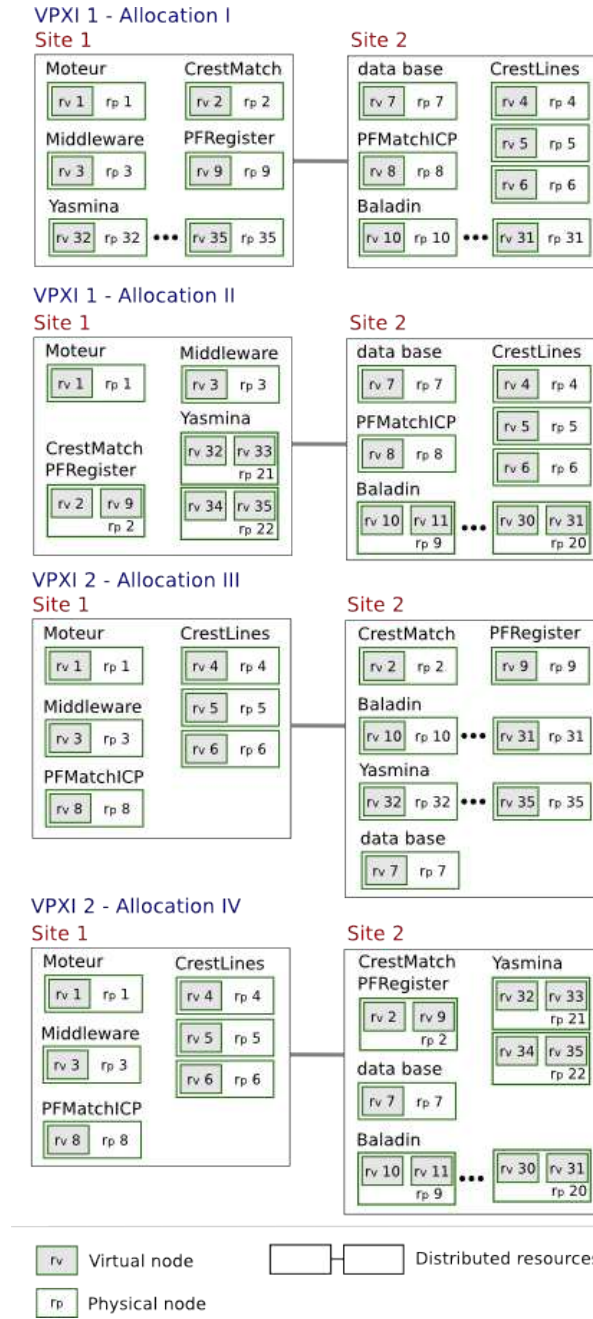 VPXI 1 - Allocation I
Site 1 Site 2
Moteur CrestMatch data base CrestLines
rv 1 rp 1 rv 2 rp 2 rv 7 rp 7 rv 4 rp 4
Middleware PFRegister PFMatchICP rv 5 rp 5
rv 3 rp 3 rv 9 rp 9 rv 8 rp 8 rv 6 rp 6
Yasmina Baladin
rv 32 rp 32 ••• rv 35 rp 35 rv 10 rp 10 ••• rv 31 rp 31
VPXI 1 - Allocation II
Site 1 Site 2
Moteur Middleware data base CrestLines
rv 1 rp 1 rv 3 rp 3 rv 7 rp 7 rv 4 rp 4
Yasmina PFMatchICP rv 5 rp 5
CrestMatch rv 32 rv 33 rv 8 rp 8 rv 6 rp 6
PFRegister rp 21 Baladin
rv 2 rv 9 rv 34 rv 35 rv 10 rv 11 ••• rv 30 rv 31
rp 2 rp 22 rp 9 rp 20
VPXI 2 - Allocation III
Site 1 Site 2
Moteur CrestLines CrestMatch PFRegister
rv 1 rp 1 rv 4 rp 4 rv 2 rp 2 rv 9 rp 9
Middleware rv 5 rp 5 Baladin
rv 3 rp 3 rv 6 rp 6 rv 10 rp 10 ••• rv 31 rp 31
PFMatchICP Yasmina
rv 8 rp 8 rv 32 rp 32 ••• rv 35 rp 35
data base
rv 7 rp 7
VPXI 2 - Allocation IV
Site 1 Site 2
Moteur CrestLines CrestMatch Yasmina
rv 1 rp 1 rv 4 rp 4 PFRegister rv 32 rv 33
rp 21
Middleware rv 5 rp 5 rv 2 rv 9 rv 34 rv 35
rp 2 rp 22
rv 3 rp 3 rv 6 rp 6 data base
PFMatchICP rv 7 rp 7
rv 8 rp 8 Baladin
rv 10 rv 11 ••• rv 30 rv 31
rp 9 rp 20
rv Virtual node Distributed resources
rp Physical node